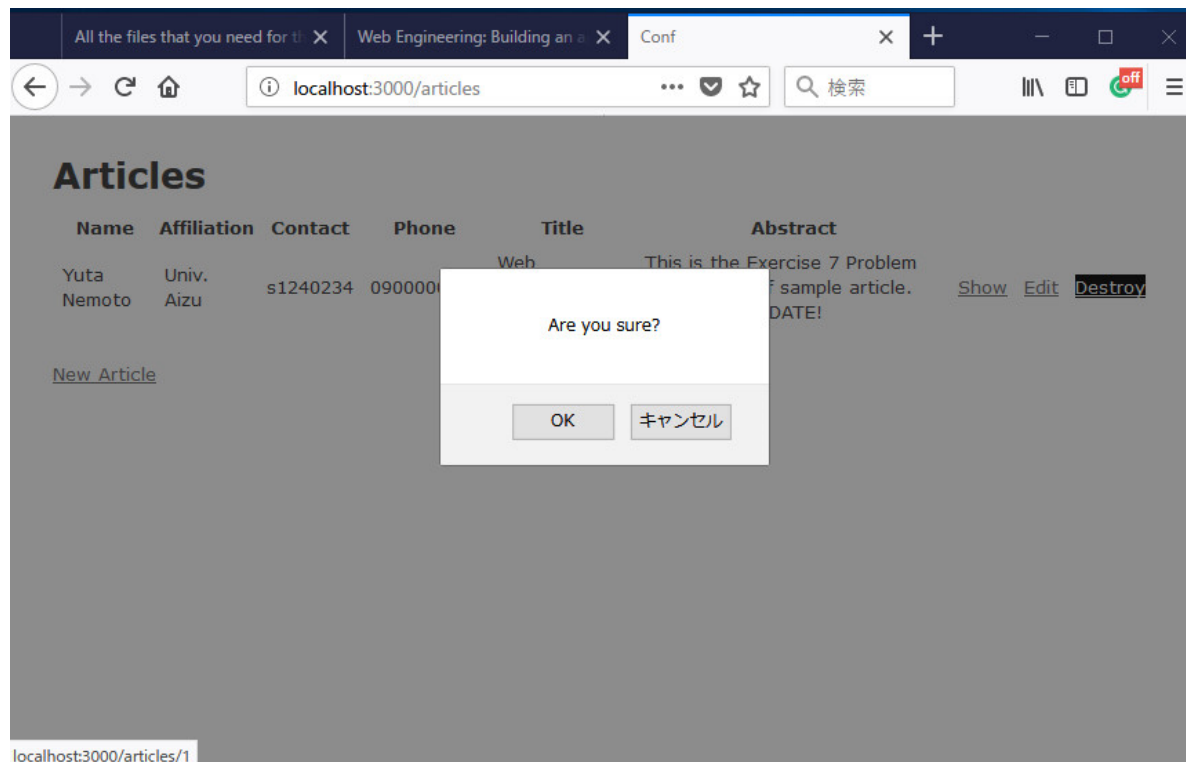 All the files that you need for th
Web Engineering: Building an a
Conf
localhost:3000/articles
検索
off
Articles
Name Affiliation Contact Phone Title Abstract
Yuta Nemoto
Univ. Aizu
s1240234
090000
Web
This is the Exercise 7 Problem
sample article.
DATE!
Show Edit Destroy
New Article
Are you sure?
OK
キャンセル
localhost:3000/articles/1